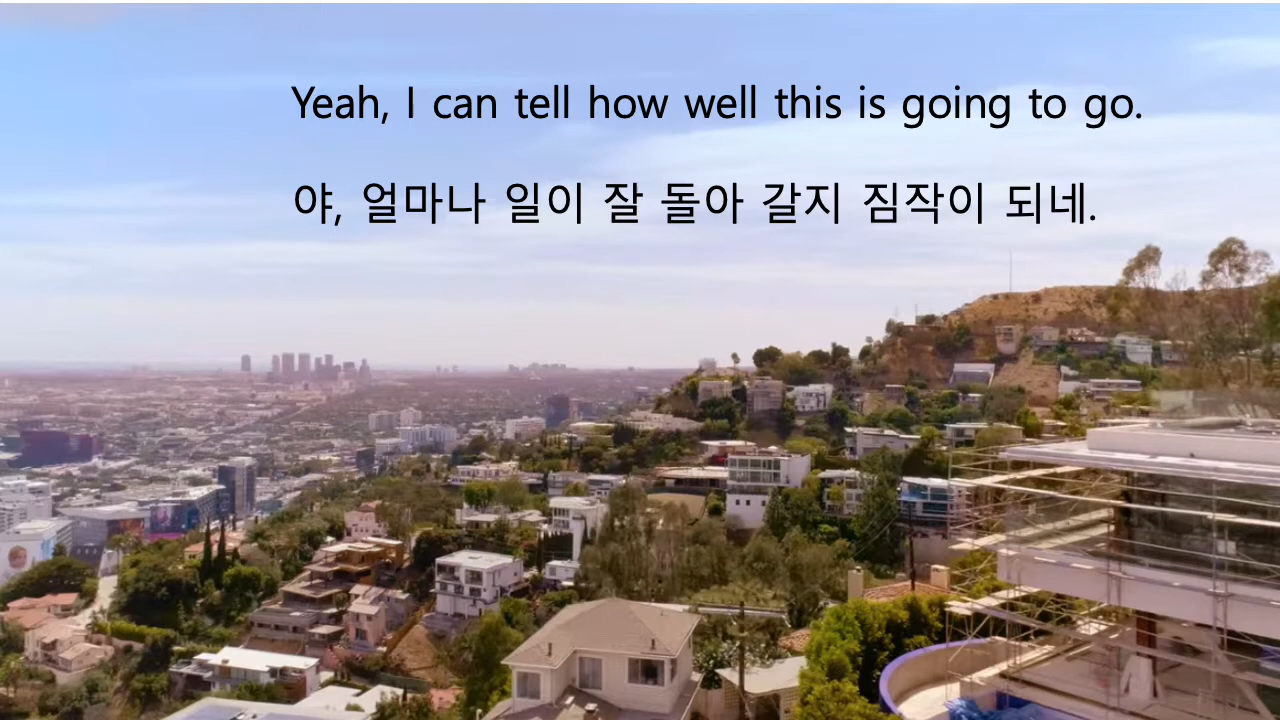 Yeah, I can tell how well this is going to go.
야, 얼마나 일이 잘 돌아 갈지 짐작이 되네.